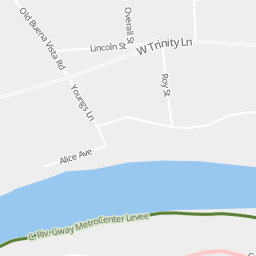 Overall St
Old Buena Vista Rd
Lincoln St
W Trinity Ln
Roy St
Youngs Ln
Alice Ave
C. Riv. Gway MetroCenter Levee
C